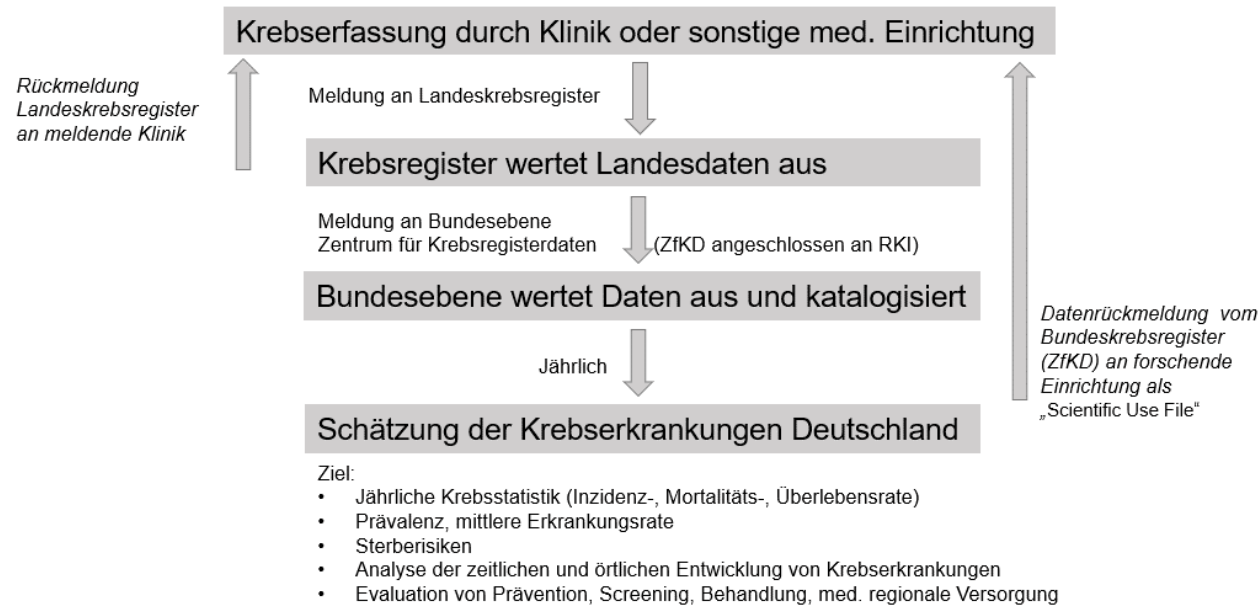 Krebserfassung durch Klinik oder sonstige med. Einrichtung
Rückmeldung
Landeskrebsregister
an meldende Klinik
Meldung an Landeskrebsregister
Krebsregister wertet Landesdaten aus
Meldung an Bundesebene
Zentrum für Krebsregisterdaten (ZfKD angeschlossen an RKI)
Bundesebene wertet Daten aus und katalogisiert
Datenrückmeldung vom
Bundeskrebsregister
(ZfKD) an forschende
Einrichtung als
„Scientific Use File“
Jährlich
Schätzung der Krebserkrankungen Deutschland
Ziel:
• Jährliche Krebsstatistik (Inzidenz-, Mortalitäts-, Überlebensrate)
• Prävalenz, mittlere Erkrankungsrate
• Sterberisiken
• Analyse der zeitlichen und örtlichen Entwicklung von Krebserkrankungen
• Evaluation von Prävention, Screening, Behandlung, med. regionale Versorgung